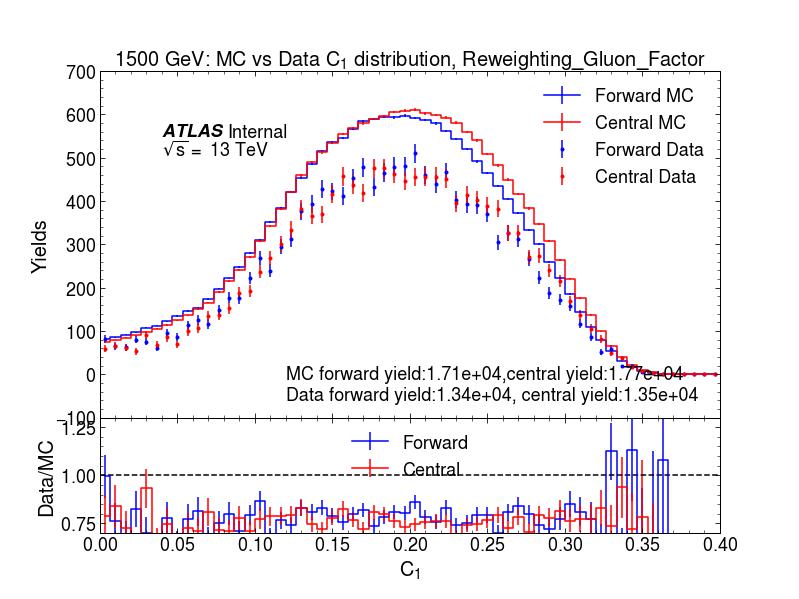 1500 GeV: MC vs Data C1 distribution, Reweighting_Gluon_Factor
700
600
500
400
300
200
100
0
−100
Yields
ATLAS Internal
√s = 13 TeV
Forward MC
Central MC
Forward Data
Central Data
MC forward yield:1.71e+04,central yield:1.77e+04
Data forward yield:1.34e+04, central yield:1.35e+04
1.25
1.00
0.75
Data/MC
Forward
Central
0.00 0.05 0.10 0.15 0.20 0.25 0.30 0.35 0.40
C1